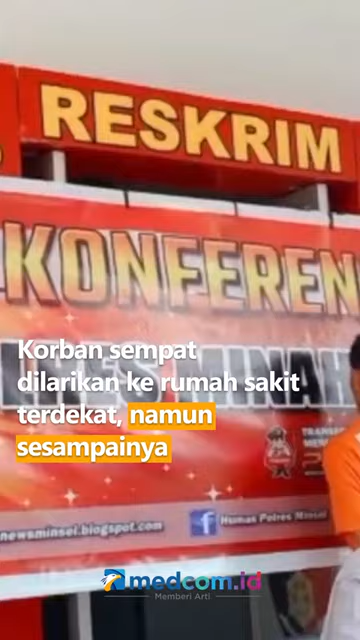 RESKRIM
KONFEREN
Korban sempat
dilarikan ke rumah sakit
terdekat, namun
sesampainya
newsminsel.blogspot.com
Humas Polres Minsel
medcom.id
Memberi Arti